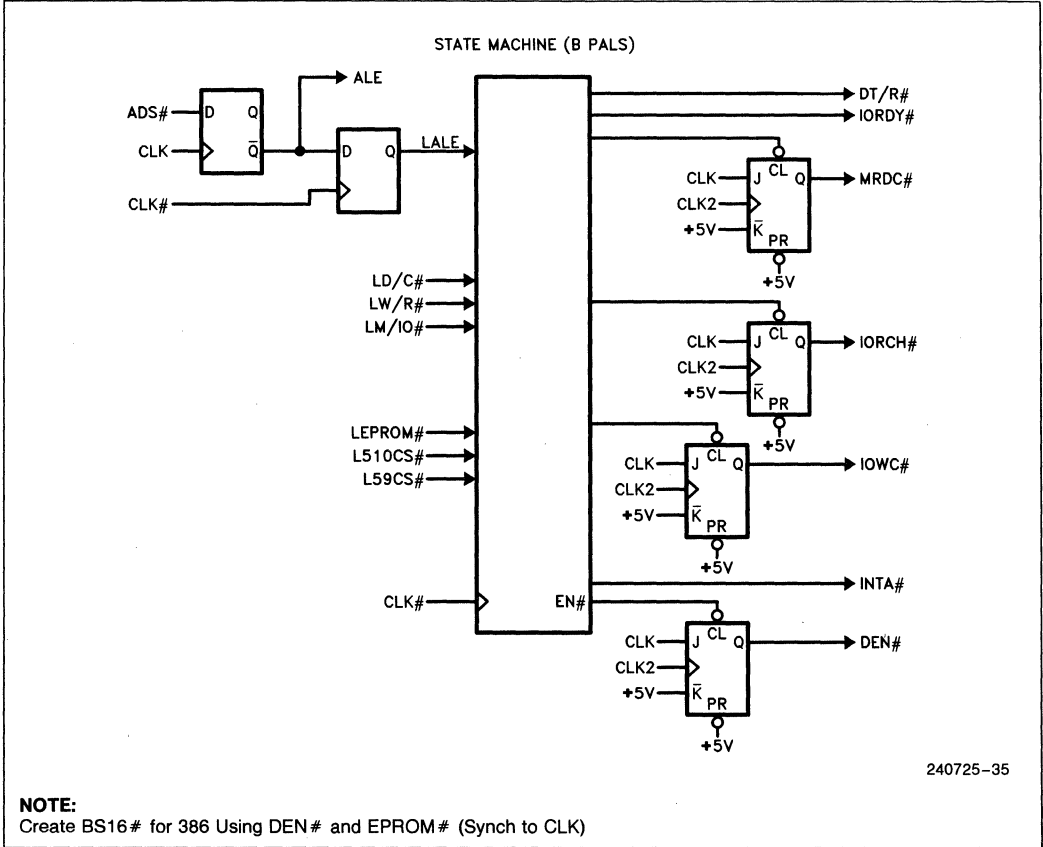 STATE MACHINE (B PALS)
ALE
ADS#
D
Q
CLK
Q̅
D
Q
LALE
CLK#
DT/R#
IORDY#
CL
CLK
J
Q
MRDC#
CLK2
+5V
K̅
PR
+5V
LD/C#
LW/R#
LM/IO#
CL
CLK
J
Q
IORCH#
CLK2
+5V
K̅
PR
+5V
LEPROM#
L510CS#
L59CS#
CL
CLK
J
Q
IOWC#
CLK2
+5V
K̅
PR
+5V
INTA#
CLK#
EN#
CL
CLK
J
Q
DEN#
CLK2
+5V
K̅
PR
+5V
240725–35
NOTE:
Create BS16# for 386 Using DEN# and EPROM# (Synch to CLK)